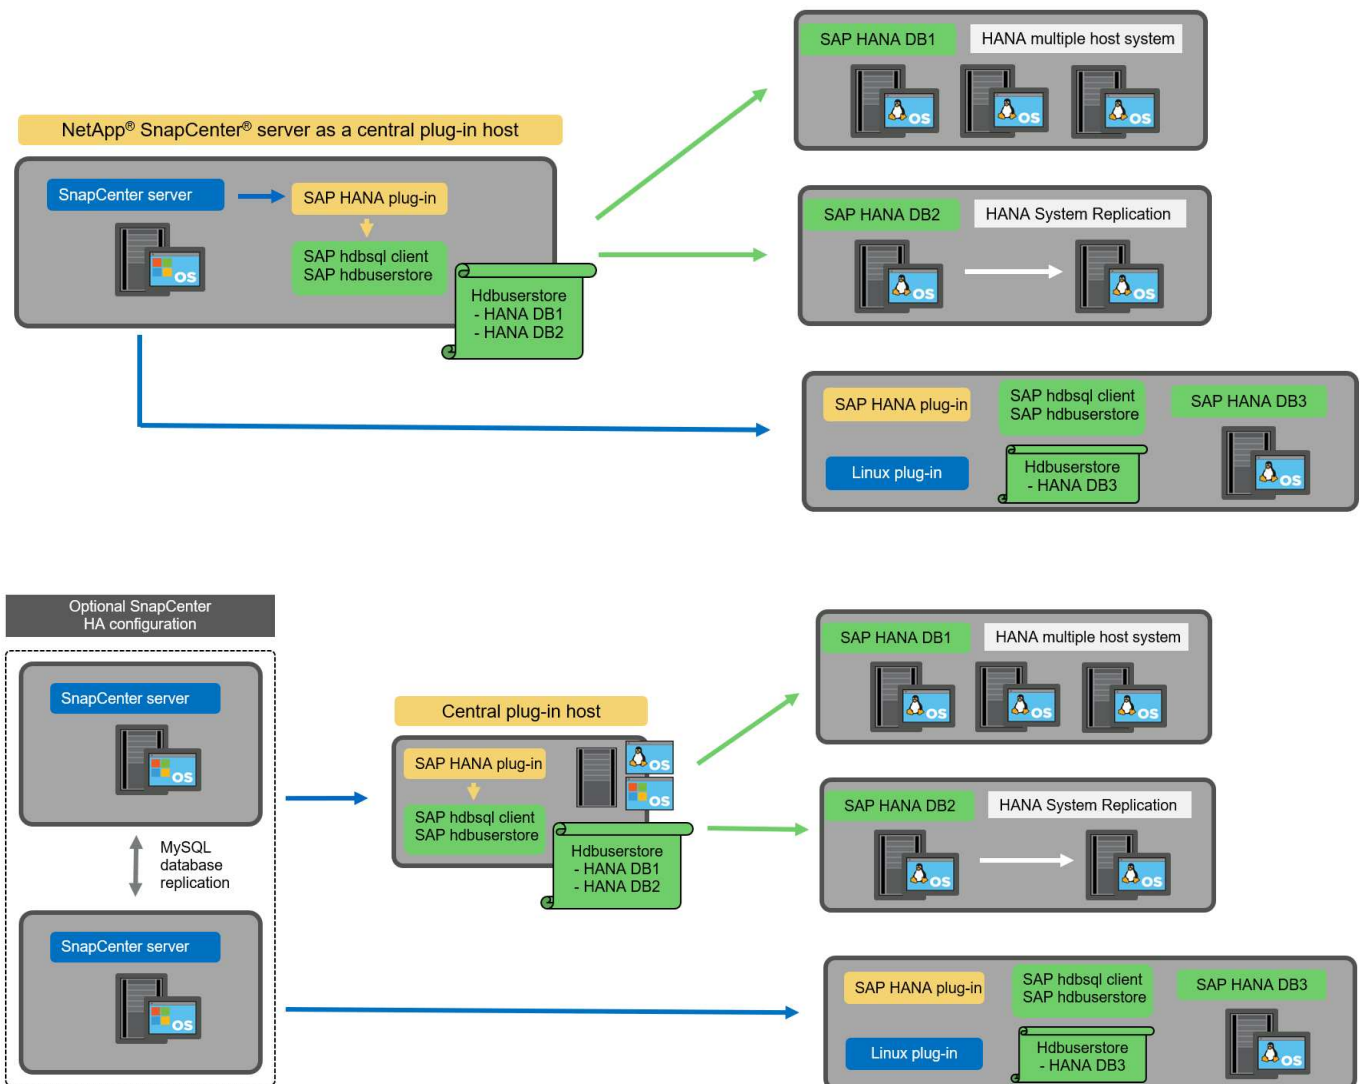 SAP HANA DB1
HANA multiple host system
OS
OS
OS
NetApp® SnapCenter® server as a central plug-in host
SnapCenter server
SAP HANA plug-in
OS
SAP hdbsql client
SAP hdbuserstore
Hdbuserstore
- HANA DB1
- HANA DB2
SAP HANA DB2
HANA System Replication
OS
OS
SAP HANA plug-in
SAP hdbsql client
SAP hdbuserstore
SAP HANA DB3
Linux plug-in
Hdbuserstore
- HANA DB3
OS
Optional SnapCenter
HA configuration
SnapCenter server
OS
MySQL
database
replication
SnapCenter server
OS
Central plug-in host
SAP HANA plug-in
OS
OS
SAP hdbsql client
SAP hdbuserstore
Hdbuserstore
- HANA DB1
- HANA DB2
SAP HANA DB1
HANA multiple host system
OS
OS
OS
SAP HANA DB2
HANA System Replication
OS
OS
SAP HANA plug-in
SAP hdbsql client
SAP hdbuserstore
SAP HANA DB3
Linux plug-in
Hdbuserstore
- HANA DB3
OS